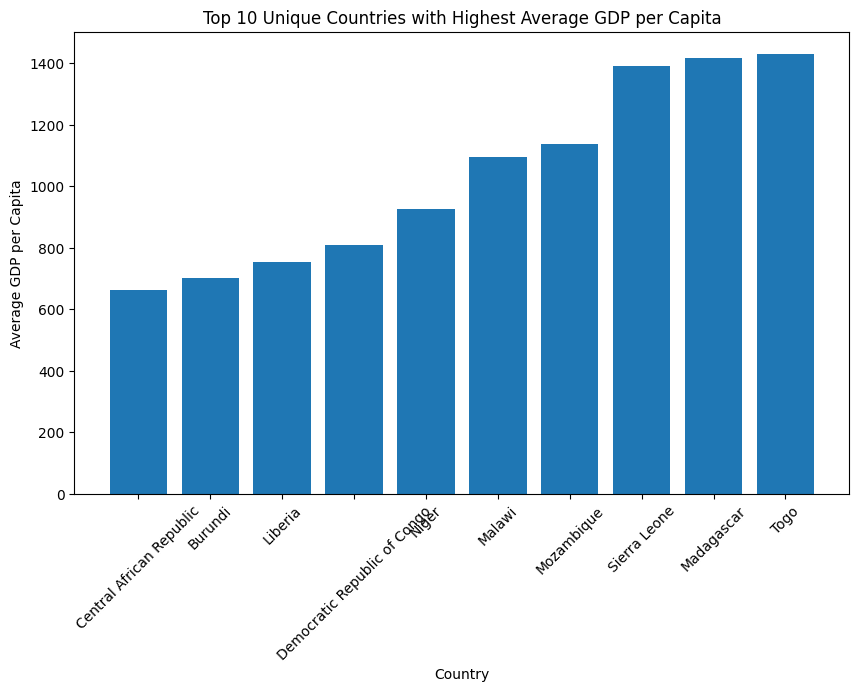 Top 10 Unique Countries with Highest Average GDP per Capita
Average GDP per Capita
1400
1200
1000
800
600
400
200
0
Central African Republic
Burundi
Liberia
Democratic Republic of Congo
Niger
Malawi
Mozambique
Sierra Leone
Madagascar
Togo
Country